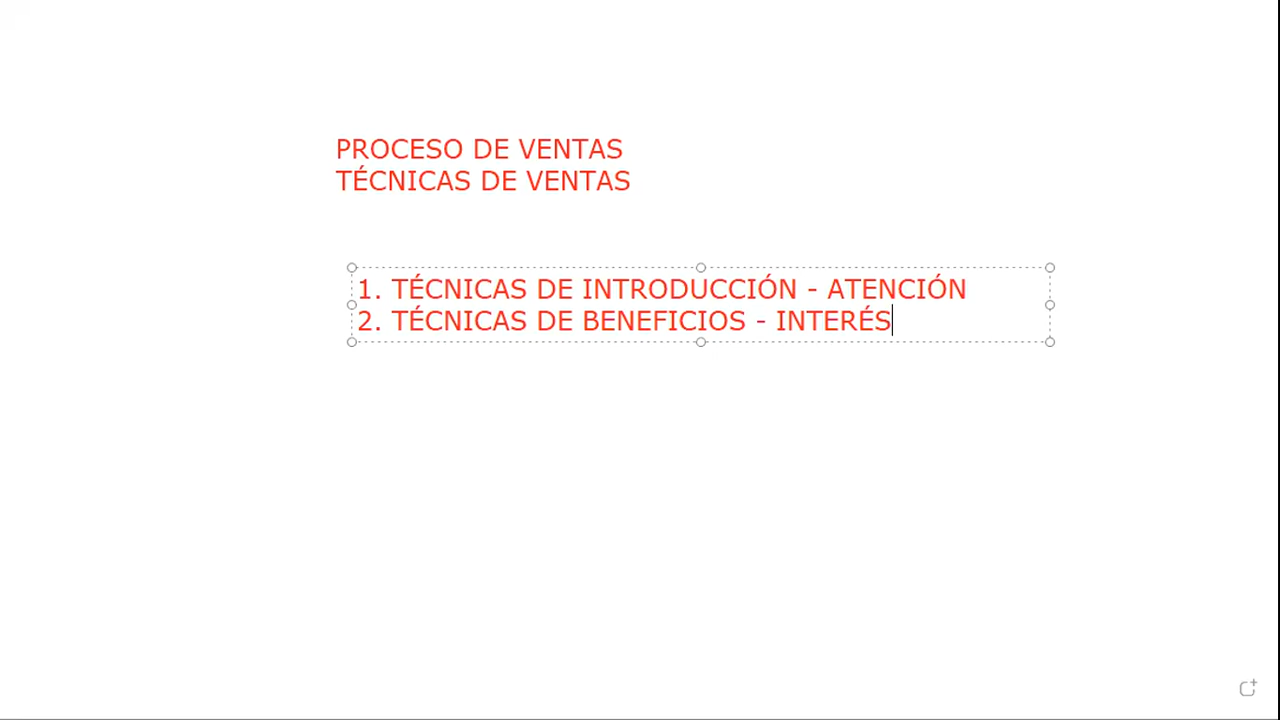 PROCESO DE VENTAS
TÉCNICAS DE VENTAS
1. TÉCNICAS DE INTRODUCCIÓN - ATENCIÓN
2. TÉCNICAS DE BENEFICIOS - INTERÉS